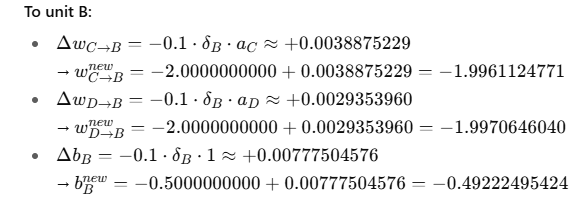 To unit B:
• Δw_{C→B} = −0.1 · δ_B · a_C ≈ +0.0038875229
→ w^{new}_{C→B} = −2.0000000000 + 0.0038875229 = −1.9961124771
• Δw_{D→B} = −0.1 · δ_B · a_D ≈ +0.0029353960
→ w^{new}_{D→B} = −2.0000000000 + 0.0029353960 = −1.9970646040
• Δb_B = −0.1 · δ_B · 1 ≈ +0.00777504576
→ b^{new}_B = −0.5000000000 + 0.00777504576 = −0.49222495424